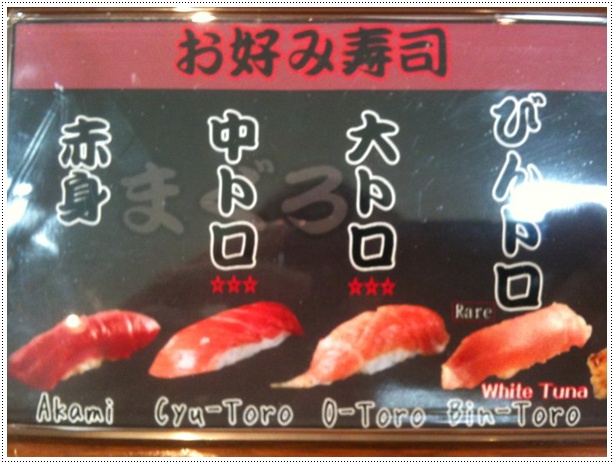 お好み寿司
まぐろ
赤身
中トロ
☆☆☆
大トロ
☆☆☆
びんトロ
Rare
White Tuna
Akami
Cyu-Toro
O-Toro
Bin-Toro